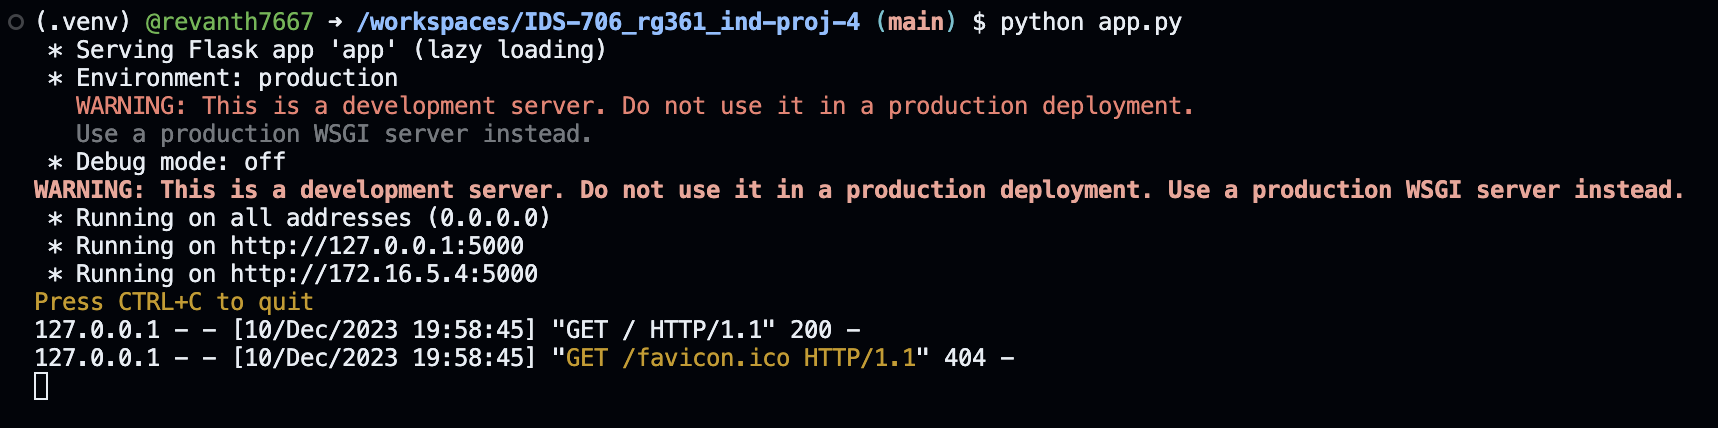 (.venv) @revanth7667 ➜ /workspaces/IDS-706_rg361_ind-proj-4 (main) $ python app.py
 * Serving Flask app 'app' (lazy loading)
 * Environment: production
   WARNING: This is a development server. Do not use it in a production deployment.
   Use a production WSGI server instead.
 * Debug mode: off
WARNING: This is a development server. Do not use it in a production deployment. Use a production WSGI server instead.
 * Running on all addresses (0.0.0.0)
 * Running on http://127.0.0.1:5000
 * Running on http://172.16.5.4:5000
Press CTRL+C to quit
127.0.0.1 - - [10/Dec/2023 19:58:45] "GET / HTTP/1.1" 200 -
127.0.0.1 - - [10/Dec/2023 19:58:45] "GET /favicon.ico HTTP/1.1" 404 -